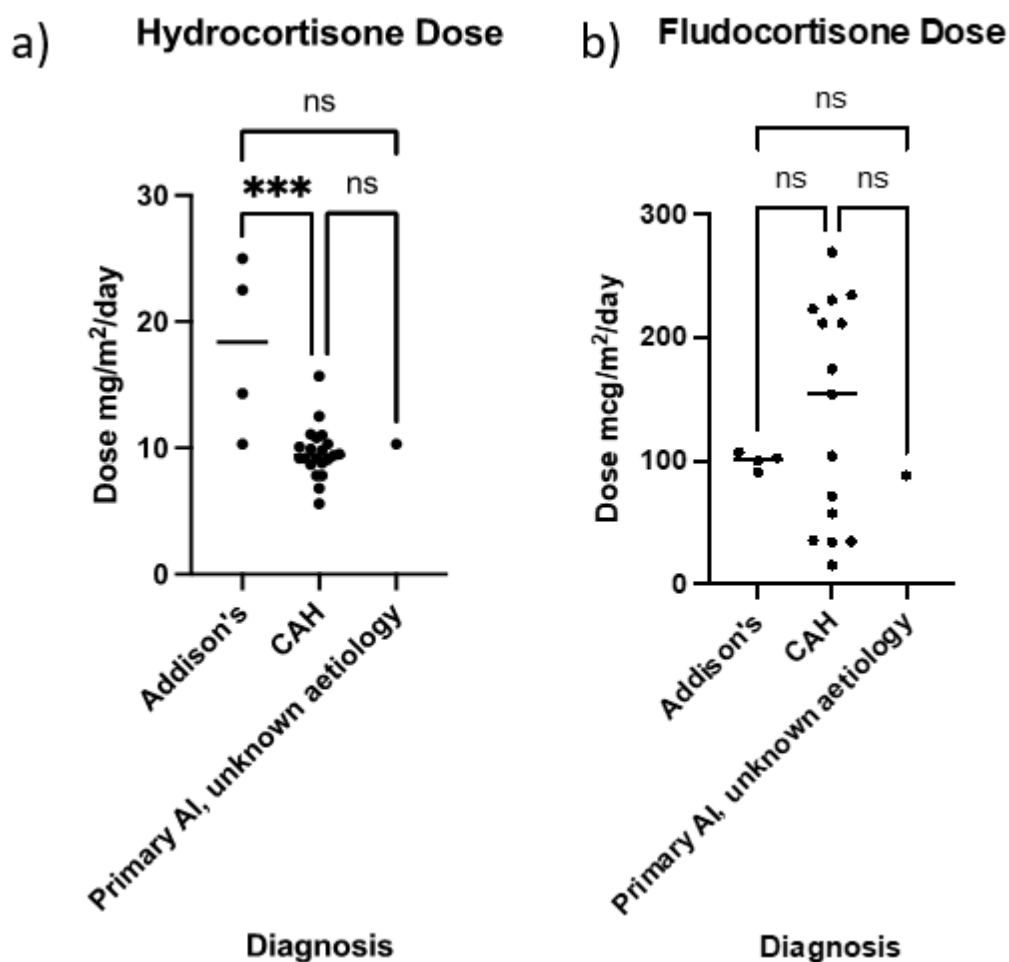 a) Hydrocortisone Dose
ns
*** ns
30
20
10
0
Dose mg/m²/day
Addison's
CAH
Primary AI, unknown aetiology
Diagnosis
b) Fludocortisone Dose
ns
ns ns
300
200
100
0
Dose mcg/m²/day
Addison's
CAH
Primary AI, unknown aetiology
Diagnosis